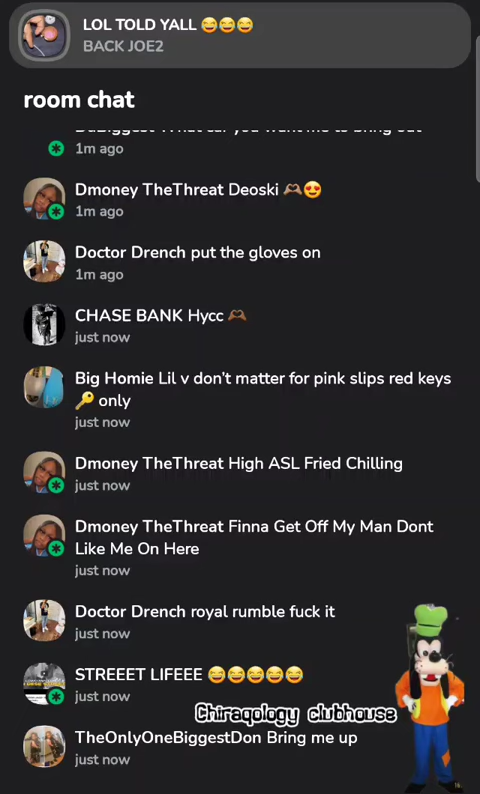 LOL TOLD YALL 😂😂😂
BACK JOE2
room chat
1m ago
Dmoney TheThreat Deoski 🫶🏾😍
1m ago
Doctor Drench put the gloves on
1m ago
CHASE BANK Hycc 🫶🏾
just now
Big Homie Lil v don't matter for pink slips red keys
🔑 only
just now
Dmoney TheThreat High ASL Fried Chilling
just now
Dmoney TheThreat Finna Get Off My Man Dont
Like Me On Here
just now
Doctor Drench royal rumble fuck it
just now
STREEET LIFEEE 😅😅😅😅😅
just now
Chiraqology clubhouse
TheOnlyOneBiggestDon Bring me up
just now